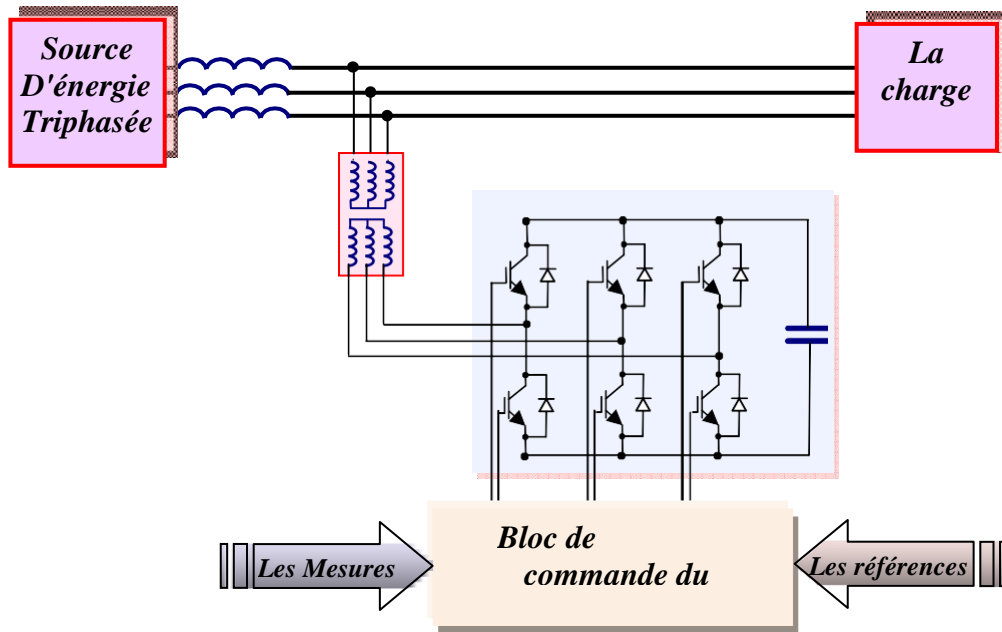 Source
D'énergie
Triphasée
La
charge
Bloc de
commande du
Les Mesures
Les références